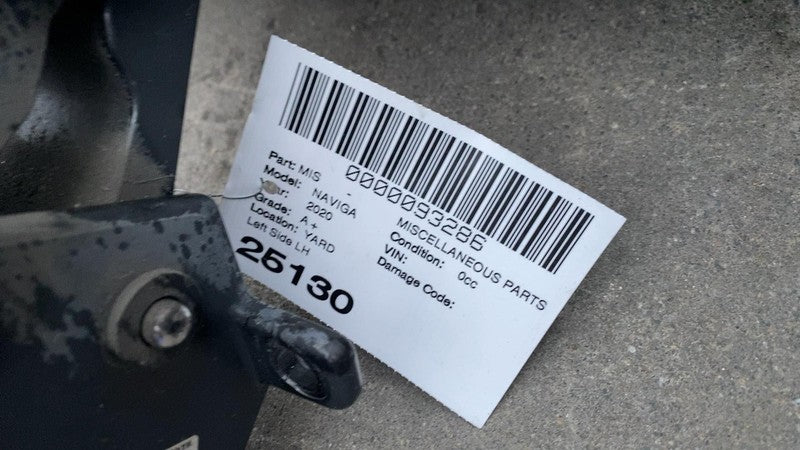 0000093286
Part: MIS - MISCELLANEOUS PARTS
Model: NAVIGA Condition: 0cc
Year: 2020 VIN:
Grade: A+ Damage Code:
Location: YARD
Left Side LH
25130